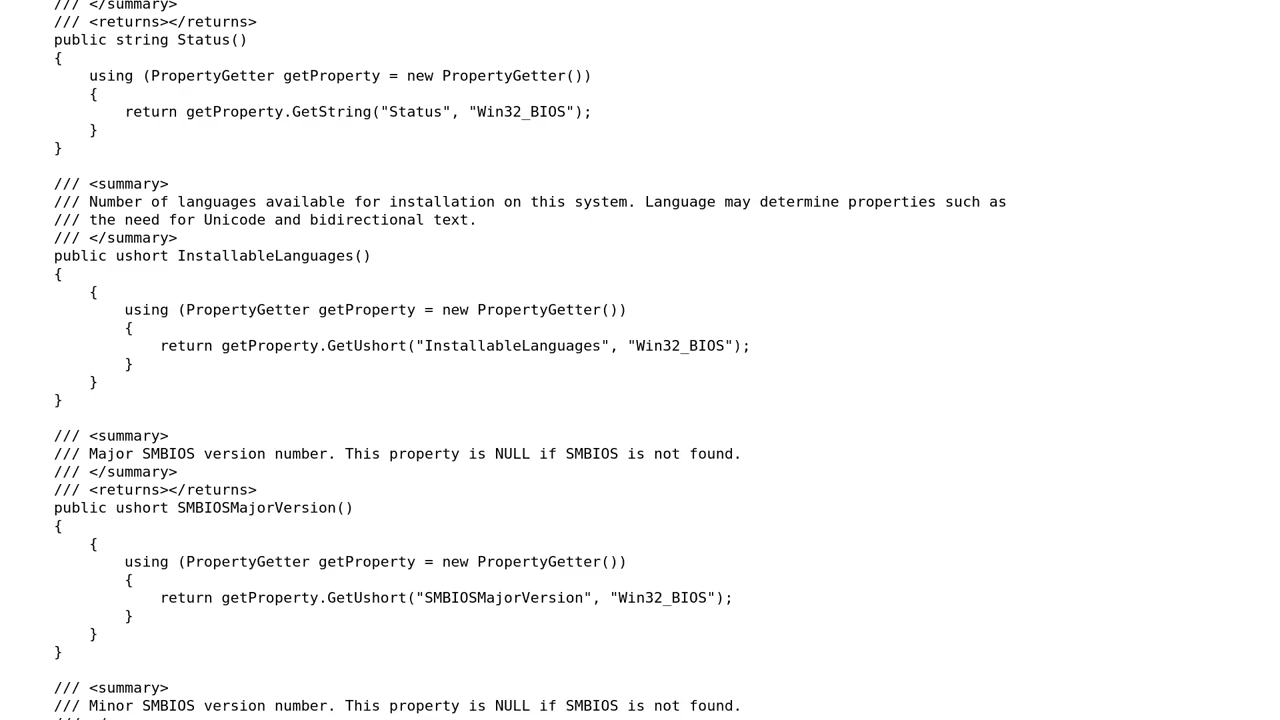 /// </summary>
/// <returns></returns>
public string Status()
{
    using (PropertyGetter getProperty = new PropertyGetter())
    {
        return getProperty.GetString("Status", "Win32_BIOS");
    }
}

/// <summary>
/// Number of languages available for installation on this system. Language may determine properties such as
/// the need for Unicode and bidirectional text.
/// </summary>
public ushort InstallableLanguages()
{
    {
        using (PropertyGetter getProperty = new PropertyGetter())
        {
            return getProperty.GetUshort("InstallableLanguages", "Win32_BIOS");
        }
    }
}

/// <summary>
/// Major SMBIOS version number. This property is NULL if SMBIOS is not found.
/// </summary>
/// <returns></returns>
public ushort SMBIOSMajorVersion()
{
    {
        using (PropertyGetter getProperty = new PropertyGetter())
        {
            return getProperty.GetUshort("SMBIOSMajorVersion", "Win32_BIOS");
        }
    }
}

/// <summary>
/// Minor SMBIOS version number. This property is NULL if SMBIOS is not found.